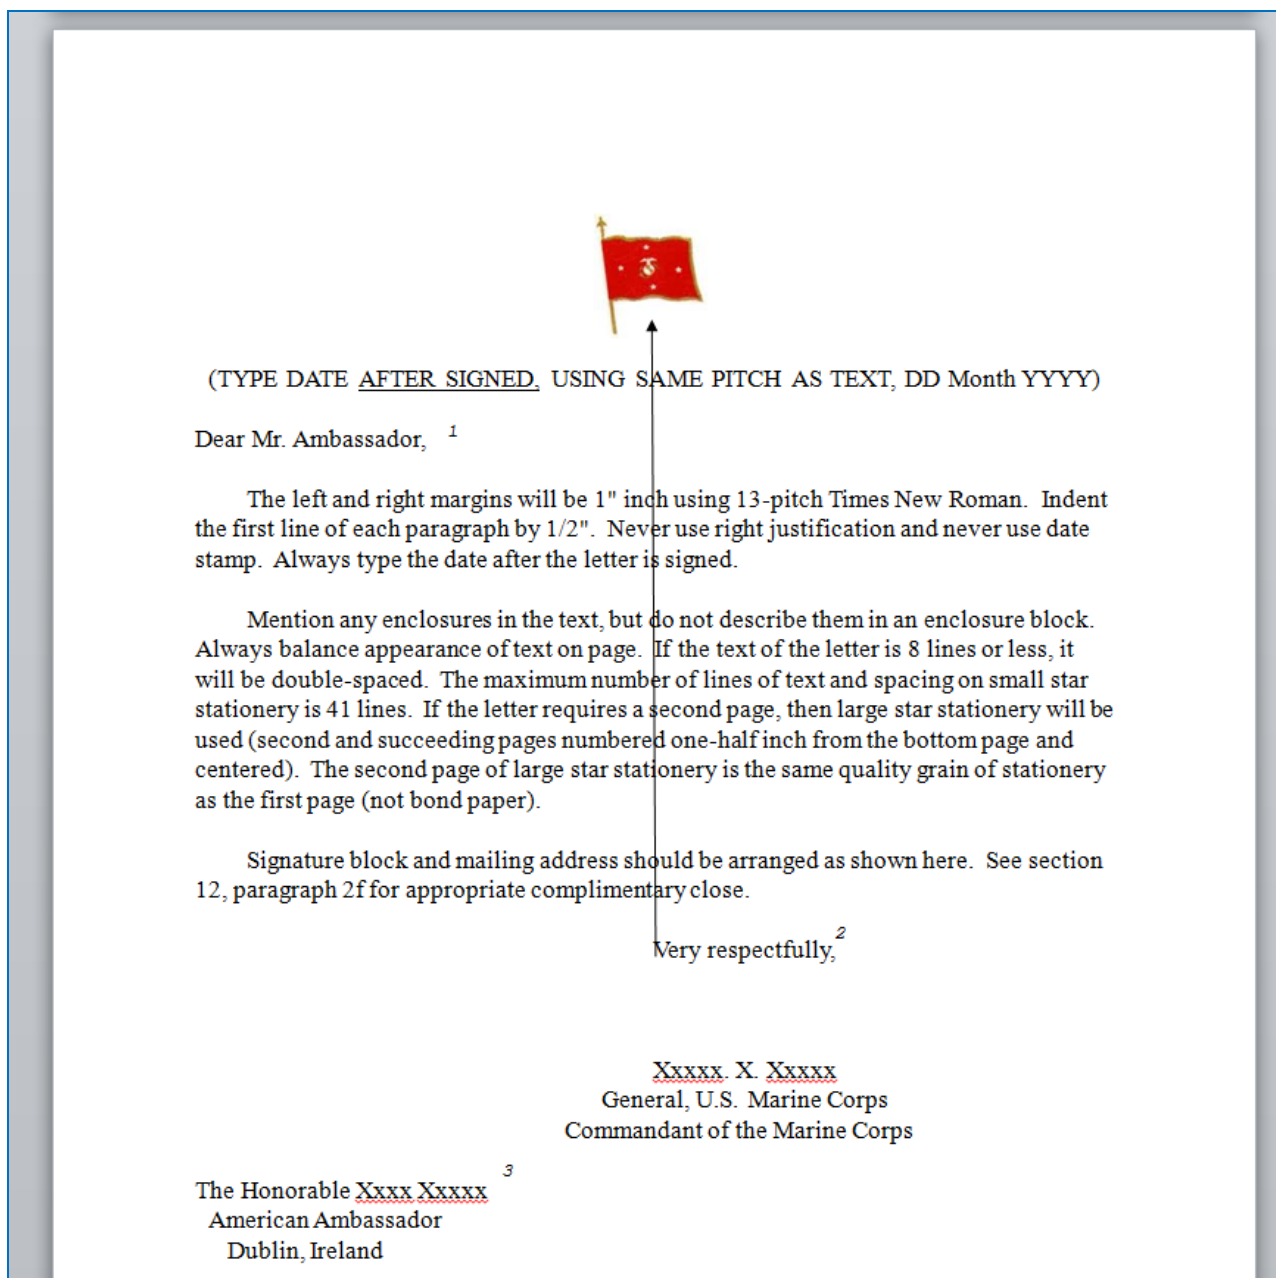 (TYPE DATE AFTER SIGNED, USING SAME PITCH AS TEXT, DD Month YYYY)
Dear Mr. Ambassador, 1
The left and right margins will be 1" inch using 13-pitch Times New Roman.  Indent
the first line of each paragraph by 1/2".  Never use right justification and never use date
stamp.  Always type the date after the letter is signed.
Mention any enclosures in the text, but do not describe them in an enclosure block.
Always balance appearance of text on page.  If the text of the letter is 8 lines or less, it
will be double-spaced.  The maximum number of lines of text and spacing on small star
stationery is 41 lines.  If the letter requires a second page, then large star stationery will be
used (second and succeeding pages numbered one-half inch from the bottom page and
centered).  The second page of large star stationery is the same quality grain of stationery
as the first page (not bond paper).
Signature block and mailing address should be arranged as shown here.  See section
12, paragraph 2f for appropriate complimentary close.
Very respectfully, 2
Xxxxx. X. Xxxxx
General, U.S. Marine Corps
Commandant of the Marine Corps
The Honorable Xxxx Xxxxx 3
American Ambassador
Dublin, Ireland